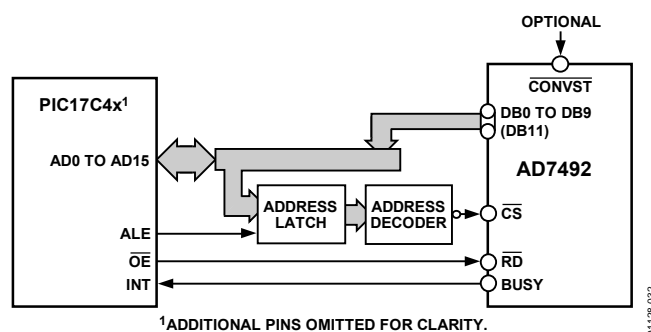 OPTIONAL
CONVST
PIC17C4x¹
DB0 TO DB9
(DB11)
AD0 TO AD15
AD7492
ADDRESS
LATCH
ADDRESS
DECODER
CS
ALE
OE
RD
INT
BUSY
¹ADDITIONAL PINS OMITTED FOR CLARITY.